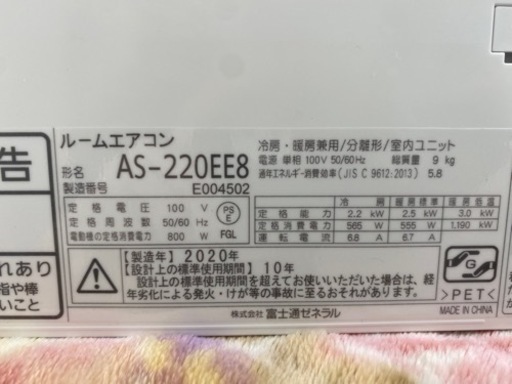 ルームエアコン
形名 AS-220EE8
製造番号 E004502
冷房・暖房兼用/分離形/室内ユニット
電源 単相100V 50/60Hz 総質量 9 kg
通年エネルギー消費効率(JIS C 9612:2013) 5.8
定格電圧 100 V
定格周波数 50/60 Hz
電動機の定格消費電力 800 W
PS
E
FGL
冷房 暖房標準 暖房低温
定格能力 2.2 kW 2.5 kW 3.0 kW
定格消費電力 565 W 555 W 1,190 kW
運転電流 6.8 A 6.7 A
告
れあり
指や棒
いこと
【製造年】2020年
【設計上の標準使用期間】10年
設計上の標準使用期間を超えてお使いいただいた場合は、経
年劣化による発火・けが等の事故に至るおそれがあります。
G
>PET<
MADE IN CHINA
株式会社 富士通ゼネラル